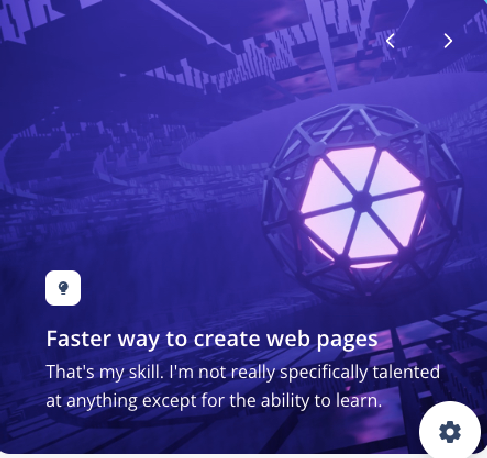 Faster way to create web pages
That's my skill. I'm not really specifically talented
at anything except for the ability to learn.